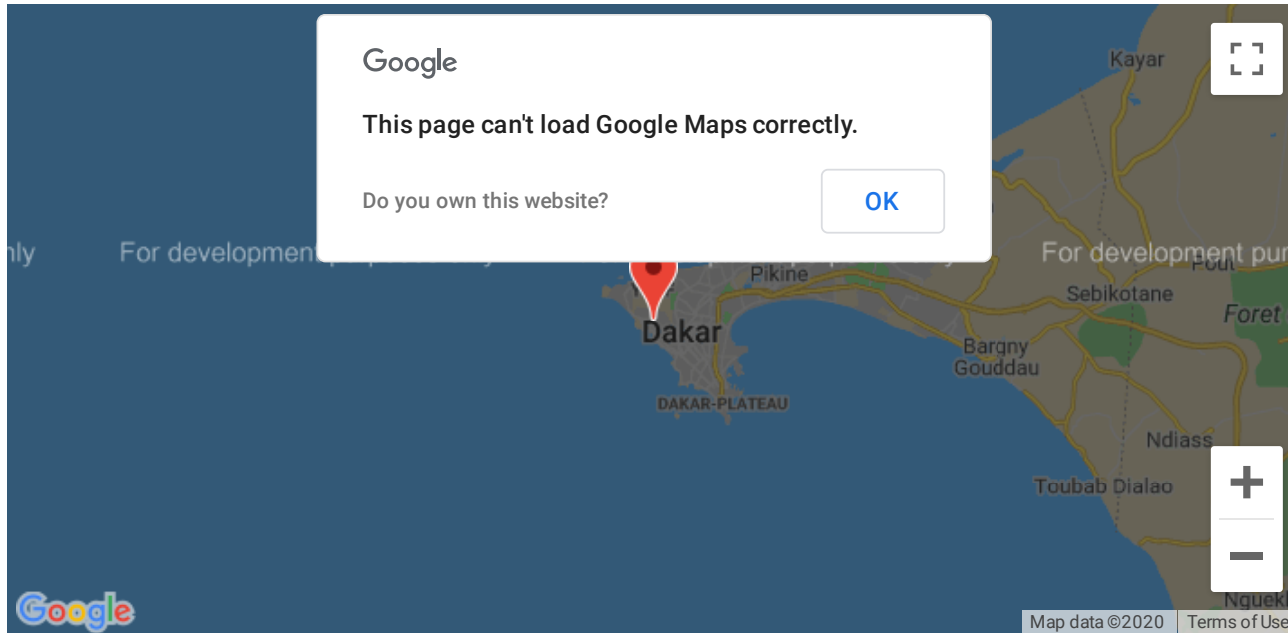 Google
This page can't load Google Maps correctly.
Do you own this website?
OK
Kayar
nly
For development
For development pur
Pout
Pikine
Sebikotane
Foret
Dakar
Bargny
Gouddau
DAKAR-PLATEAU
Ndiass
Toubab Dialao
Google
Map data ©2020
Terms of Use